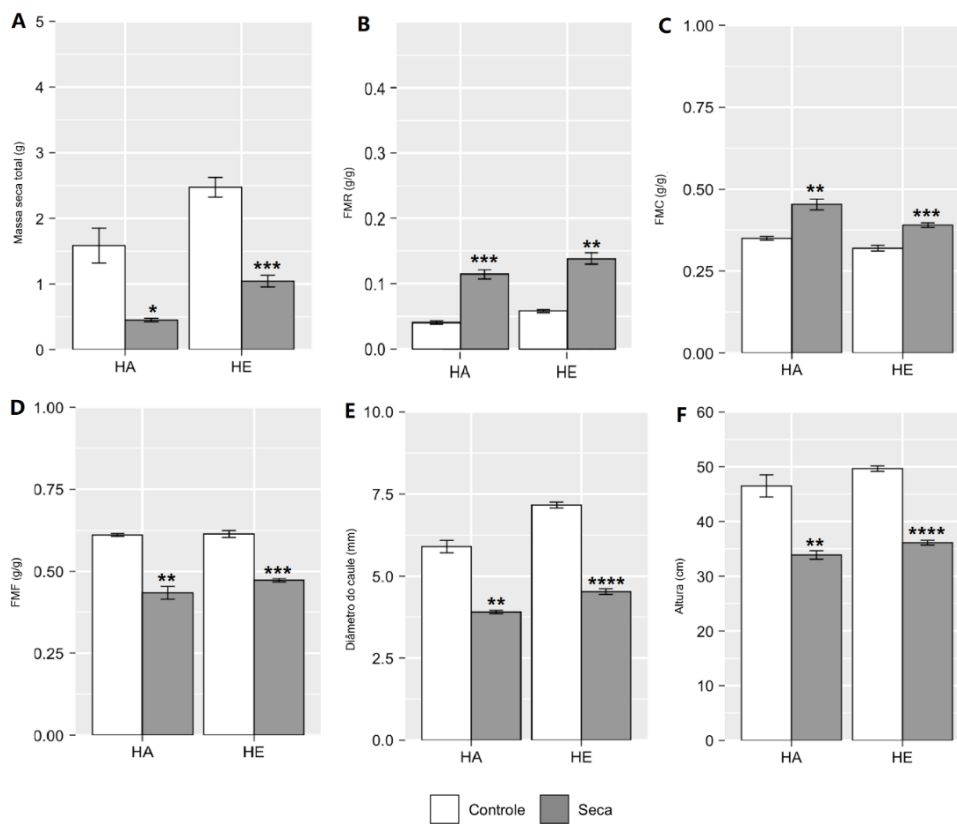 A
Massa seca total (g)
5
4
3
2
1
0
*
***
HA
HE
B
FMR (g/g)
0.4
0.3
0.2
0.1
0.0
***
**
HA
HE
C
FMC (g/g)
1.00
0.75
0.50
0.25
0.00
**
***
HA
HE
D
FMF (g/g)
1.00
0.75
0.50
0.25
0.00
**
***
HA
HE
E
Diâmetro do caule (mm)
10.0
7.5
5.0
2.5
0.0
**
****
HA
HE
F
Altura (cm)
60
50
40
30
20
10
0
**
****
HA
HE
Controle
Seca